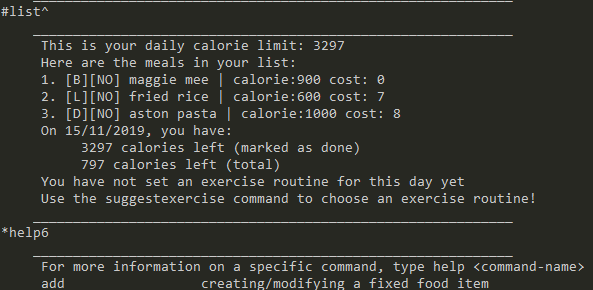 #list^
This is your daily calorie limit: 3297
Here are the meals in your list:
1. [B][NO] maggie mee | calorie:900 cost: 0
2. [L][NO] fried rice | calorie:600 cost: 7
3. [D][NO] aston pasta | calorie:1000 cost: 8
On 15/11/2019, you have:
3297 calories left (marked as done)
797 calories left (total)
You have not set an exercise routine for this day yet
Use the suggestexercise command to choose an exercise routine!
*help6
For more information on a specific command, type help <command-name>
add creating/modifying a fixed food item